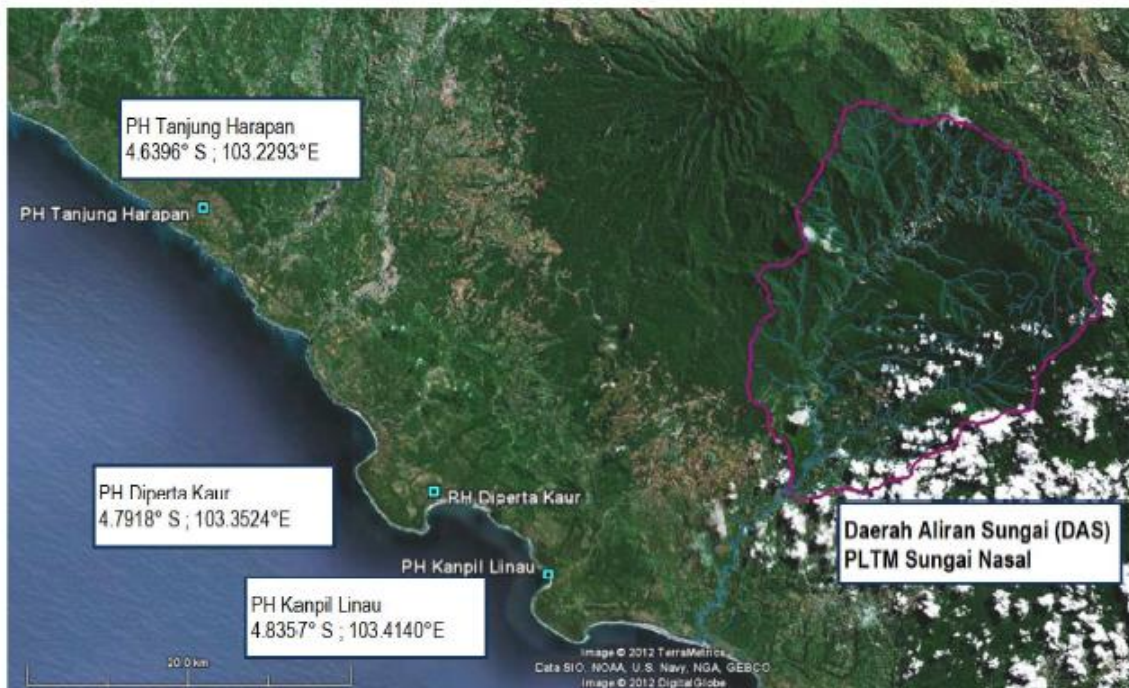 PH Tanjung Harapan
4.6396° S ; 103.2293°E
PH Tanjung Harapan
PH Diperta Kaur
4.7918° S ; 103.3524°E
RH Diperta Kaur
PH Kanpil Linau
PH Kanpil Linau
4.8357° S ; 103.4140°E
Daerah Aliran Sungai (DAS)
PLTM Sungai Nasal
20.0 km
Image © 2012 TerraMetrics
Data SIO, NOAA, U.S. Navy, NGA, GEBCO
Image © 2012 DigitalGlobe